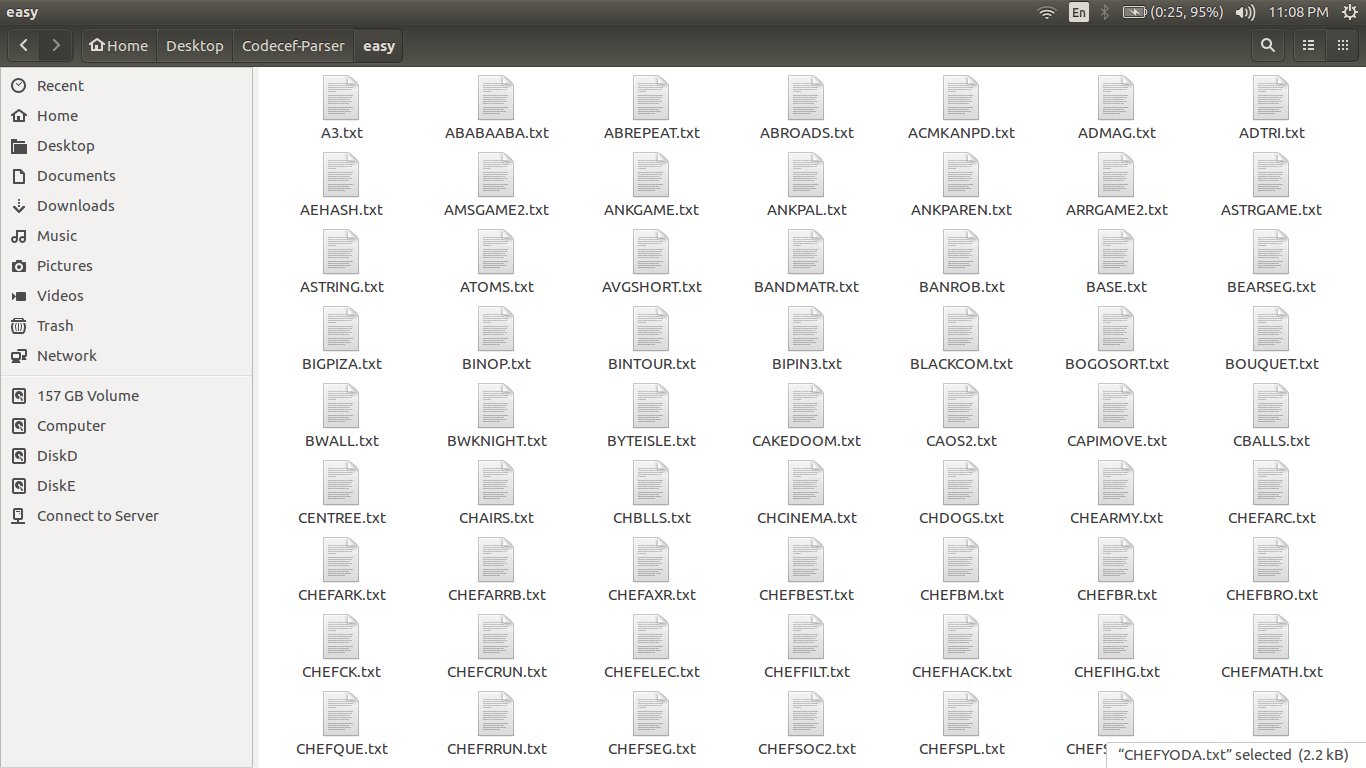 easy
En
(0:25, 95%)
11:08 PM
Home
Desktop
Codecef-Parser
easy
Recent
Home
Desktop
Documents
Downloads
Music
Pictures
Videos
Trash
Network
157 GB Volume
Computer
DiskD
DiskE
Connect to Server
A3.txt ABABAABA.txt ABREPEAT.txt ABROADS.txt ACMKANPD.txt ADMAG.txt ADTRI.txt
AEHASH.txt AMSGAME2.txt ANKGAME.txt ANKPAL.txt ANKPAREN.txt ARRGAME2.txt ASTRGAME.txt
ASTRING.txt ATOMS.txt AVGSHORT.txt BANDMATR.txt BANROB.txt BASE.txt BEARSEG.txt
BIGPIZA.txt BINOP.txt BINTOUR.txt BIPIN3.txt BLACKCOM.txt BOGOSORT.txt BOUQUET.txt
BWALL.txt BWKNIGHT.txt BYTEISLE.txt CAKEDOOM.txt CAOS2.txt CAPIMOVE.txt CBALLS.txt
CENTREE.txt CHAIRS.txt CHBLLS.txt CHCINEMA.txt CHDOGS.txt CHEARMY.txt CHEFARC.txt
CHEFARK.txt CHEFARRB.txt CHEFAXR.txt CHEFBEST.txt CHEFBM.txt CHEFBR.txt CHEFBRO.txt
CHEFCK.txt CHEFCRUN.txt CHEFELEC.txt CHEFFILT.txt CHEFHACK.txt CHEFIHG.txt CHEFMATH.txt
CHEFQUE.txt CHEFRRUN.txt CHEFSEG.txt CHEFSOC2.txt CHEFSPL.txt
“CHEFYODA.txt” selected (2.2 kB)